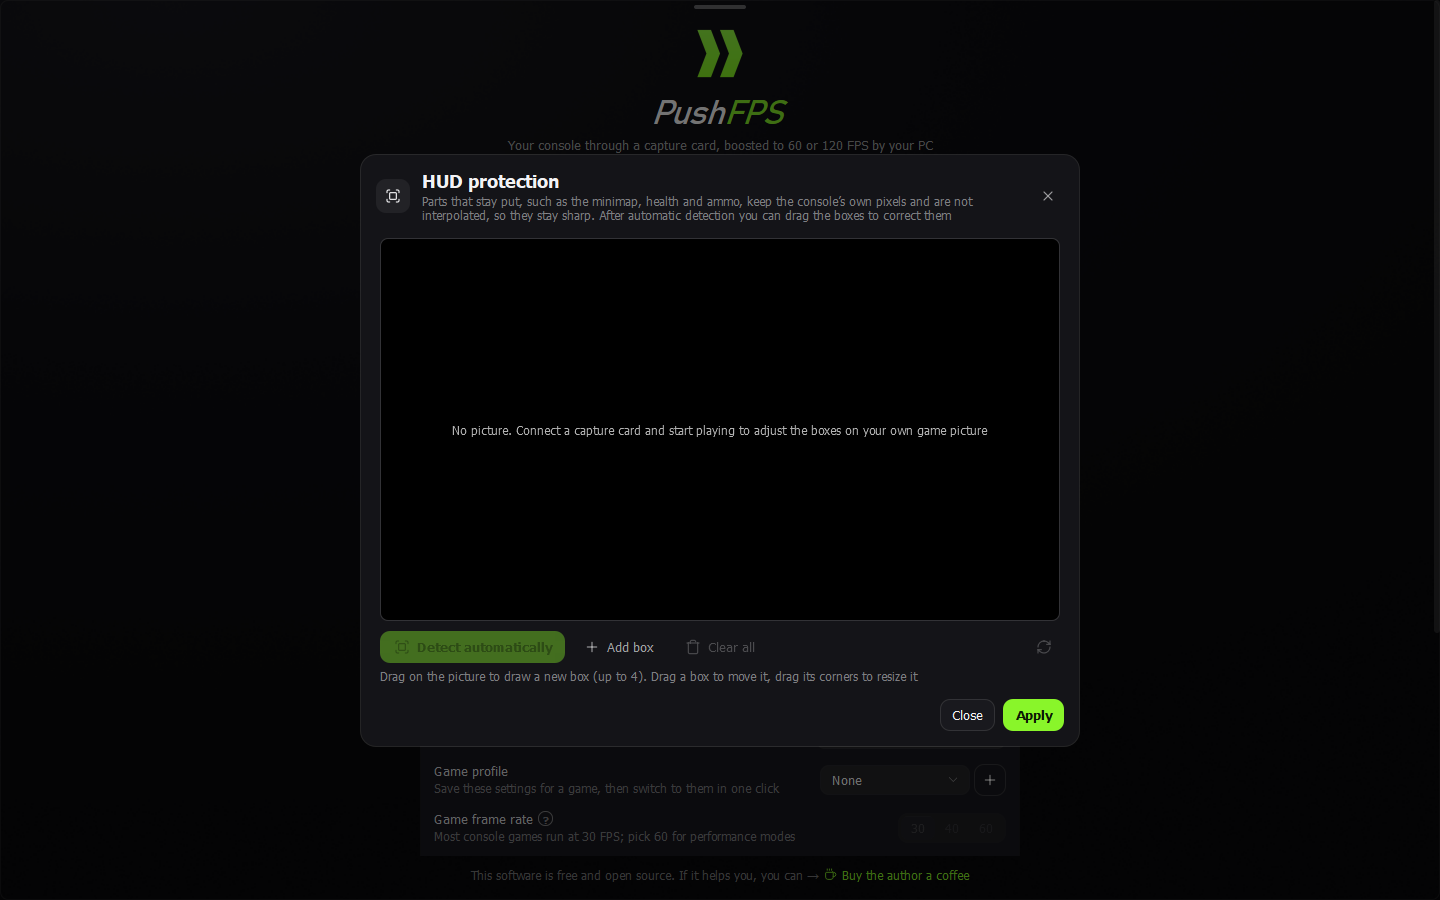 PushFPS
Your console through a capture card, boosted to 60 or 120 FPS by your PC
HUD protection
Parts that stay put, such as the minimap, health and ammo, keep the console's own pixels and are not
interpolated, so they stay sharp. After automatic detection you can drag the boxes to correct them
No picture. Connect a capture card and start playing to adjust the boxes on your own game picture
Detect automatically
Add box
Clear all
Drag on the picture to draw a new box (up to 4). Drag a box to move it, drag its corners to resize it
Close
Apply
Game profile
Save these settings for a game, then switch to them in one click
None
Game frame rate ?
Most console games run at 30 FPS; pick 60 for performance modes
30 40 60
This software is free and open source. If it helps you, you can → Buy the author a coffee